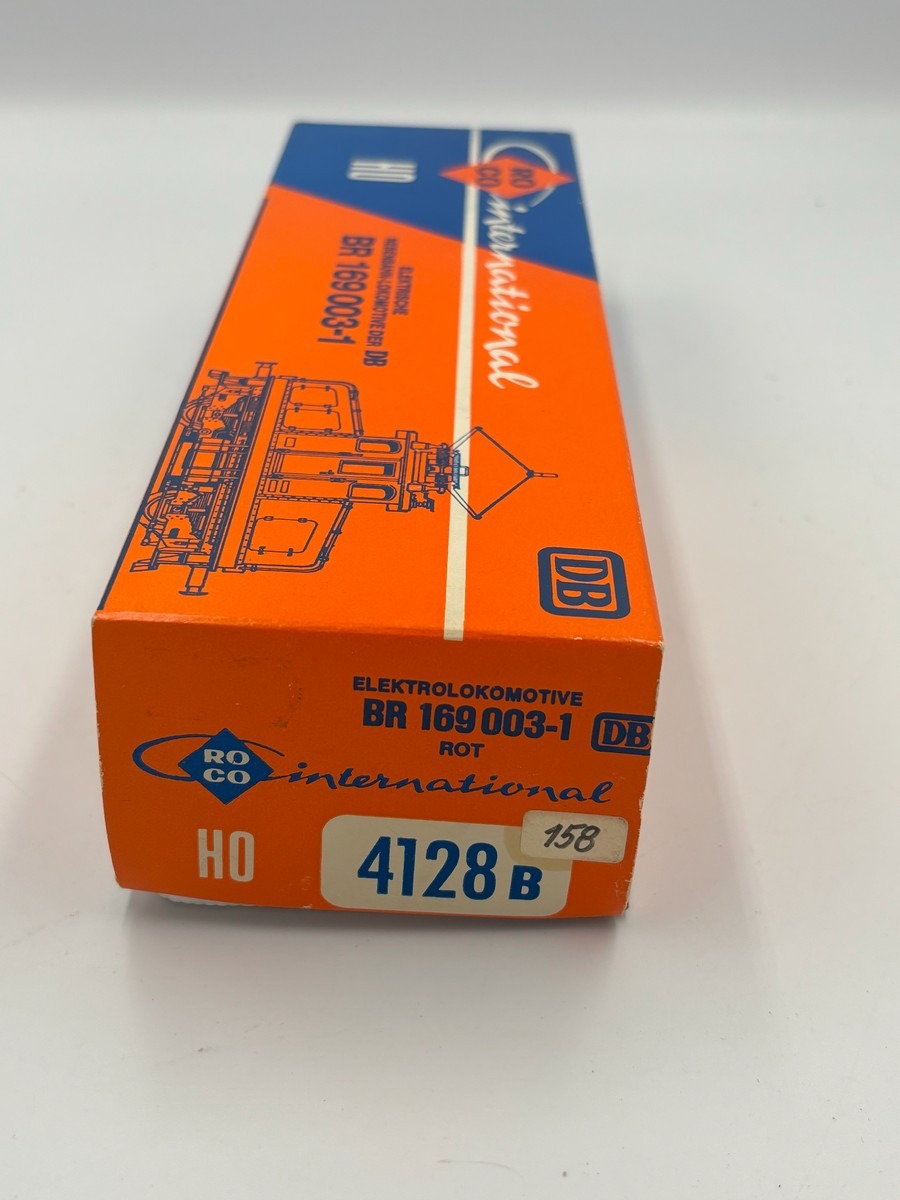 HO
RO
CO
international
ELEKTRISCHE
NEBENBAHN-LOKOMOTIVE DER DB
BR 169 003-1
DB
ELEKTROLOKOMOTIVE
BR 169 003-1 DB
ROT
RO
CO
international
HO
4128 B
158